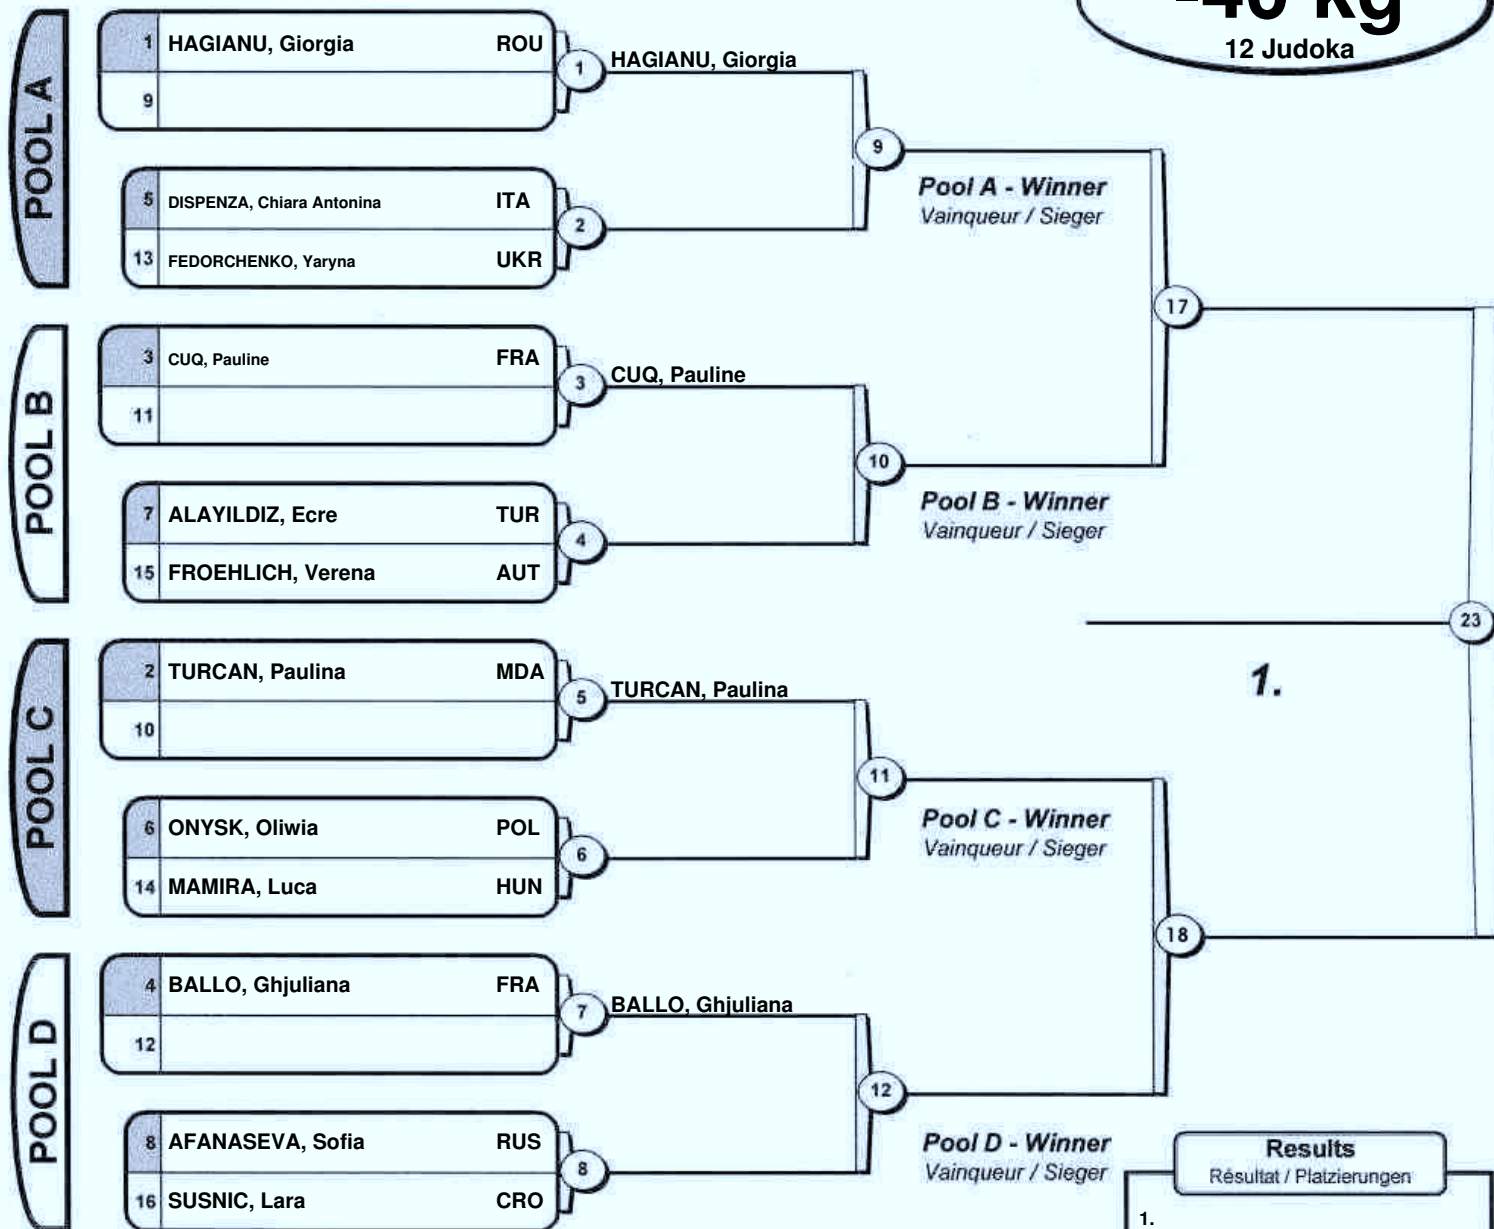 -40 kg
12 Judoka
POOL A
1 HAGIANU, Giorgia ROU
9
1 HAGIANU, Giorgia
5 DISPENZA, Chiara Antonina ITA
13 FEDORCHENKO, Yaryna UKR
2
9
Pool A - Winner
Vainqueur / Sieger
POOL B
3 CUQ, Pauline FRA
11
3 CUQ, Pauline
7 ALAYILDIZ, Ecre TUR
15 FROEHLICH, Verena AUT
4
10
Pool B - Winner
Vainqueur / Sieger
17
POOL C
2 TURCAN, Paulina MDA
10
5 TURCAN, Paulina
6 ONYSK, Oliwia POL
14 MAMIRA, Luca HUN
6
11
Pool C - Winner
Vainqueur / Sieger
23
1.
POOL D
4 BALLO, Ghjuliana FRA
12
7 BALLO, Ghjuliana
8 AFANASEVA, Sofia RUS
16 SUSNIC, Lara CRO
8
12
Pool D - Winner
Vainqueur / Sieger
18
Results
Résultat / Platzierungen
1.